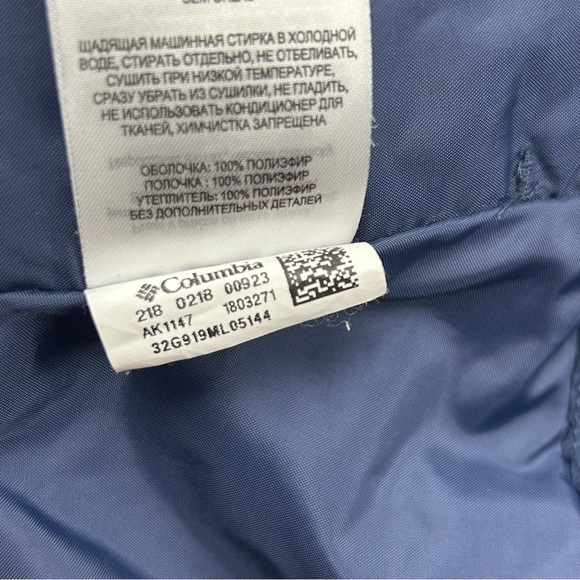 ЩАДЯЩАЯ МАШИННАЯ СТИРКА В ХОЛОДНОЙ
ВОДЕ, СТИРАТЬ ОТДЕЛЬНО, НЕ ОТБЕЛИВАТЬ,
СУШИТЬ ПРИ НИЗКОЙ ТЕМПЕРАТУРЕ,
СРАЗУ УБРАТЬ ИЗ СУШИЛКИ, НЕ ГЛАДИТЬ,
НЕ ИСПОЛЬЗОВАТЬ КОНДИЦИОНЕР ДЛЯ
ТКАНЕЙ, ХИМЧИСТКА ЗАПРЕЩЕНА
ОБОЛОЧКА: 100% ПОЛИЭФИР
ПОЛОЧКА : 100% ПОЛИЭФИР
УТЕПЛИТЕЛЬ: 100% ПОЛИЭФИР
БЕЗ ДОПОЛНИТЕЛЬНЫХ ДЕТАЛЕЙ
Columbia
218 0218 00923
AK1147 1803271
32G919ML05144